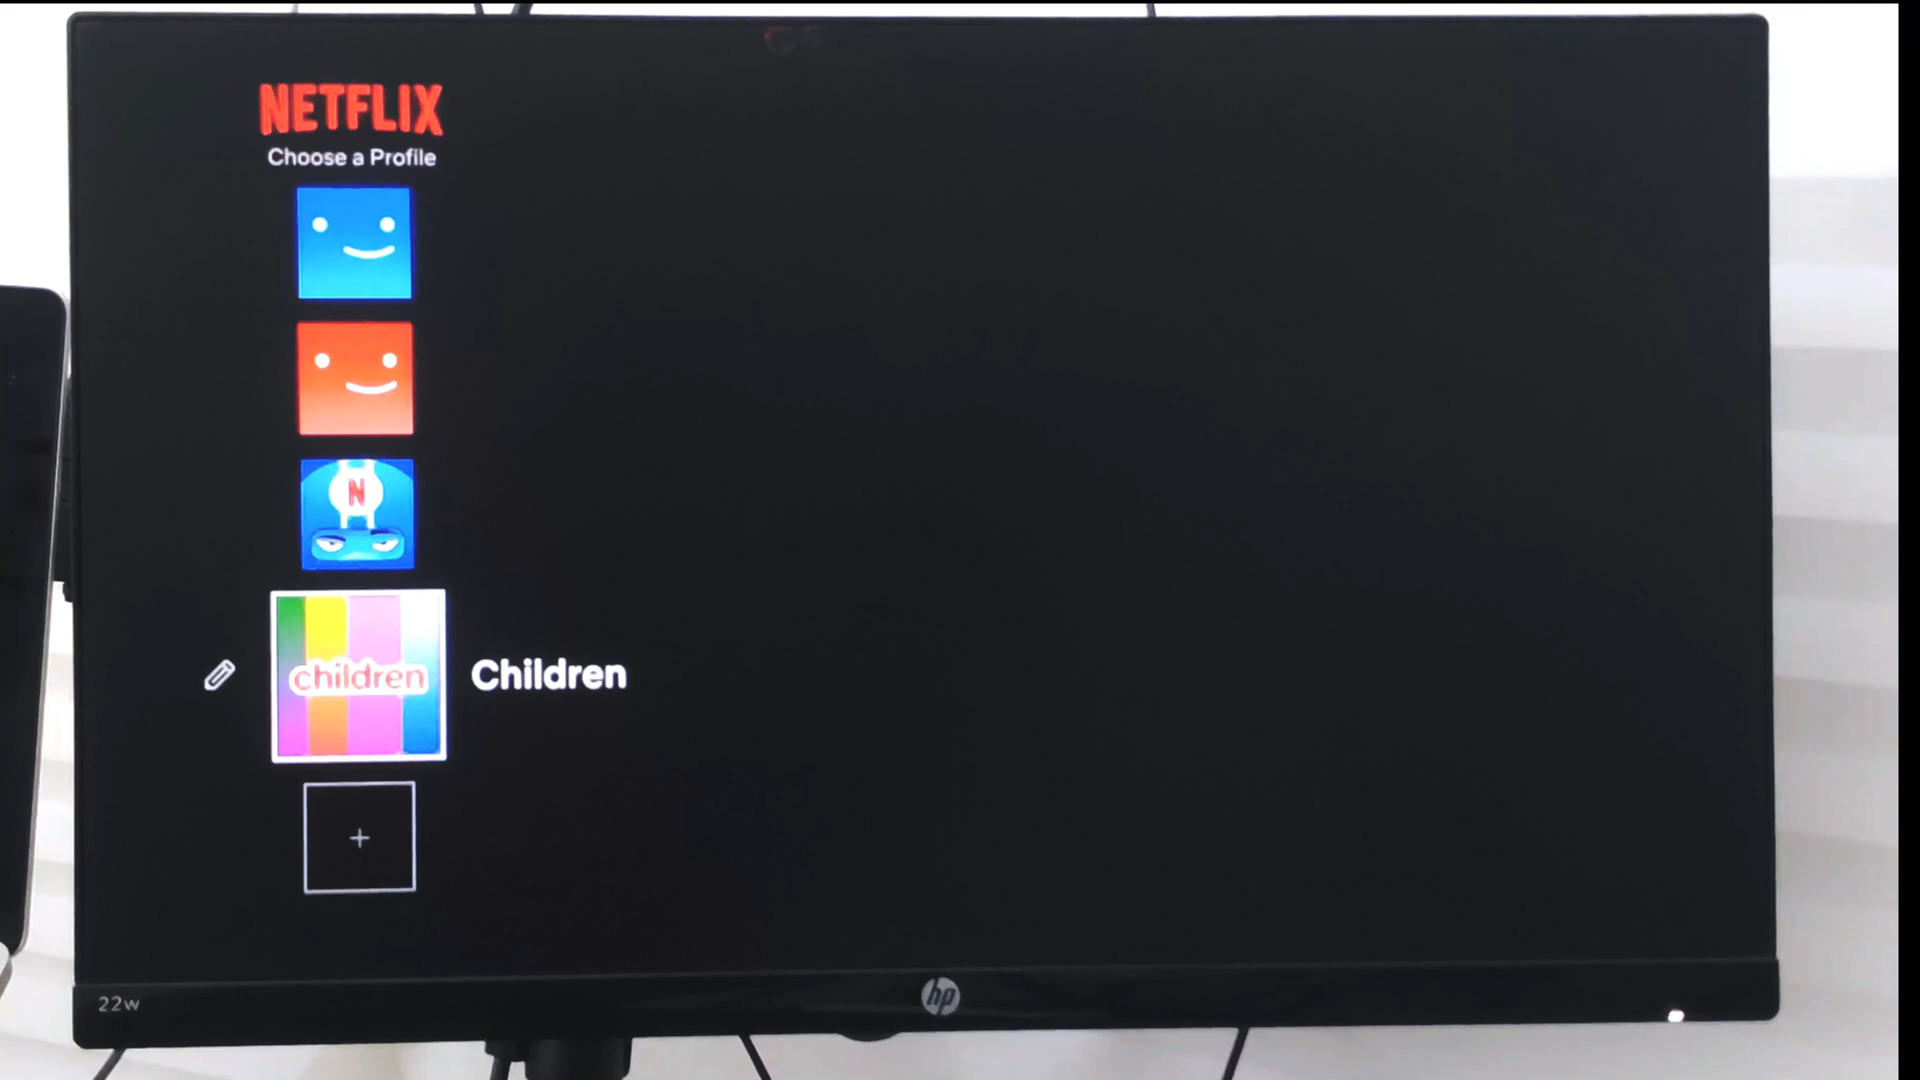 NETFLIX
Choose a Profile
N
children
Children
22w
hp